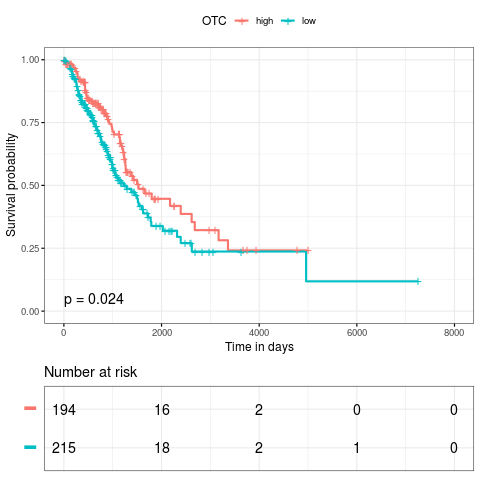 OTC high low
Survival probability
1.00
0.75
0.50
0.25
0.00
p = 0.024
0 2000 4000 6000 8000
Time in days
Number at risk
194 16 2 0 0
215 18 2 1 0